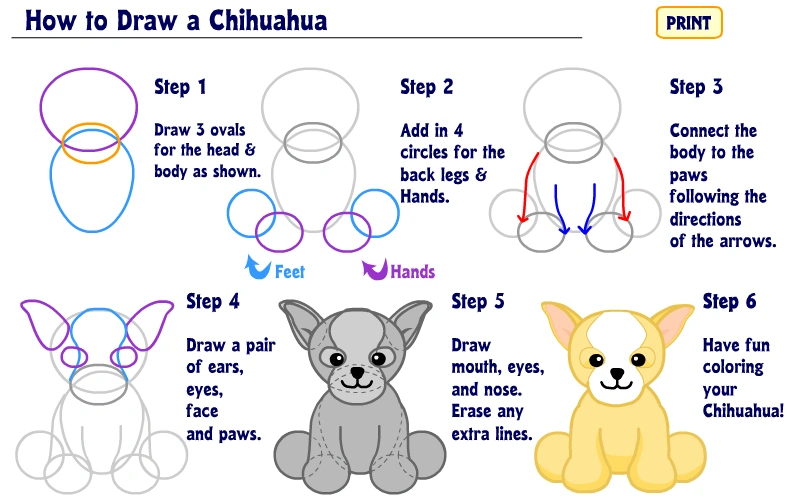 How to Draw a Chihuahua
PRINT
Step 1
Draw 3 ovals
for the head &
body as shown.
Step 2
Add in 4
circles for the
back legs &
Hands.
Feet
Hands
Step 3
Connect the
body to the
paws
following the
directions
of the arrows.
Step 4
Draw a pair
of ears,
eyes,
face
and paws.
Step 5
Draw
mouth, eyes,
and nose.
Erase any
extra lines.
Step 6
Have fun
coloring
your
Chihuahua!